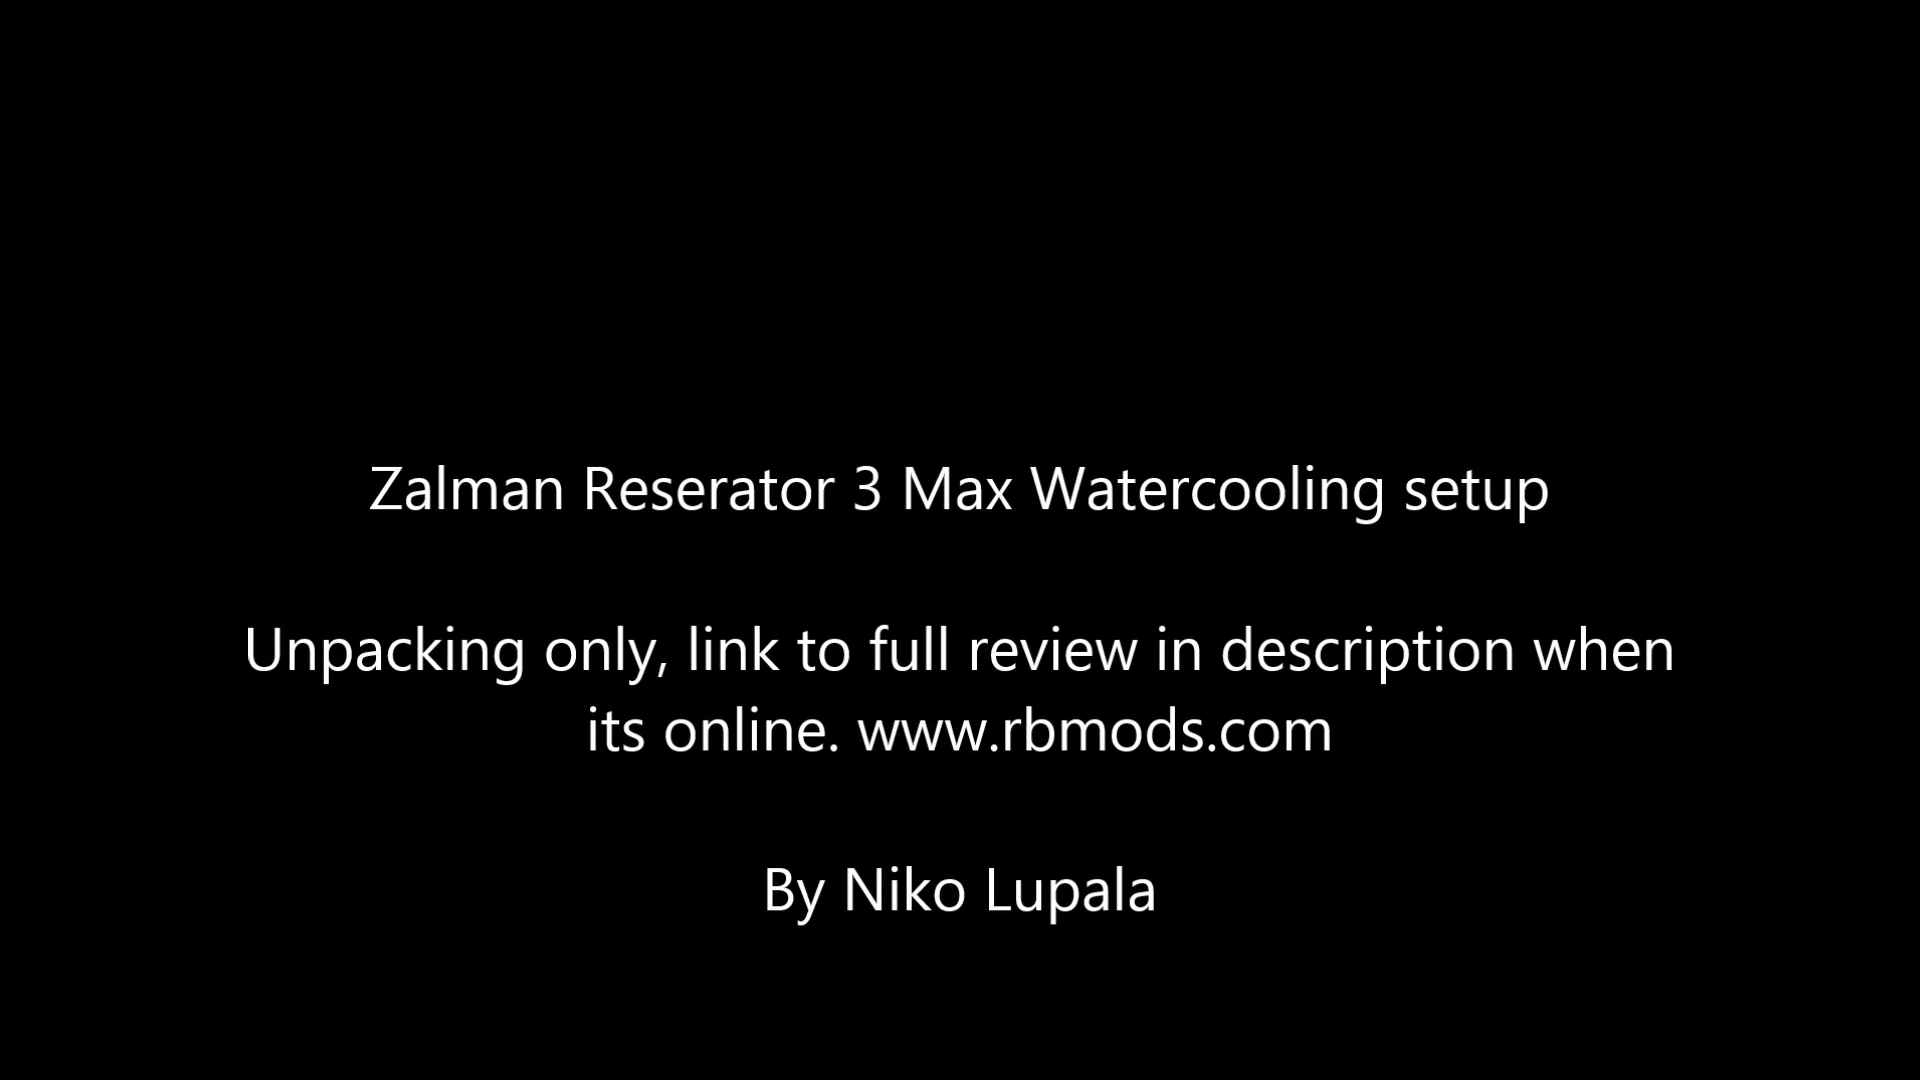 Zalman Reserator 3 Max Watercooling setup
Unpacking only, link to full review in description when
its online. www.rbmods.com
By Niko Lupala